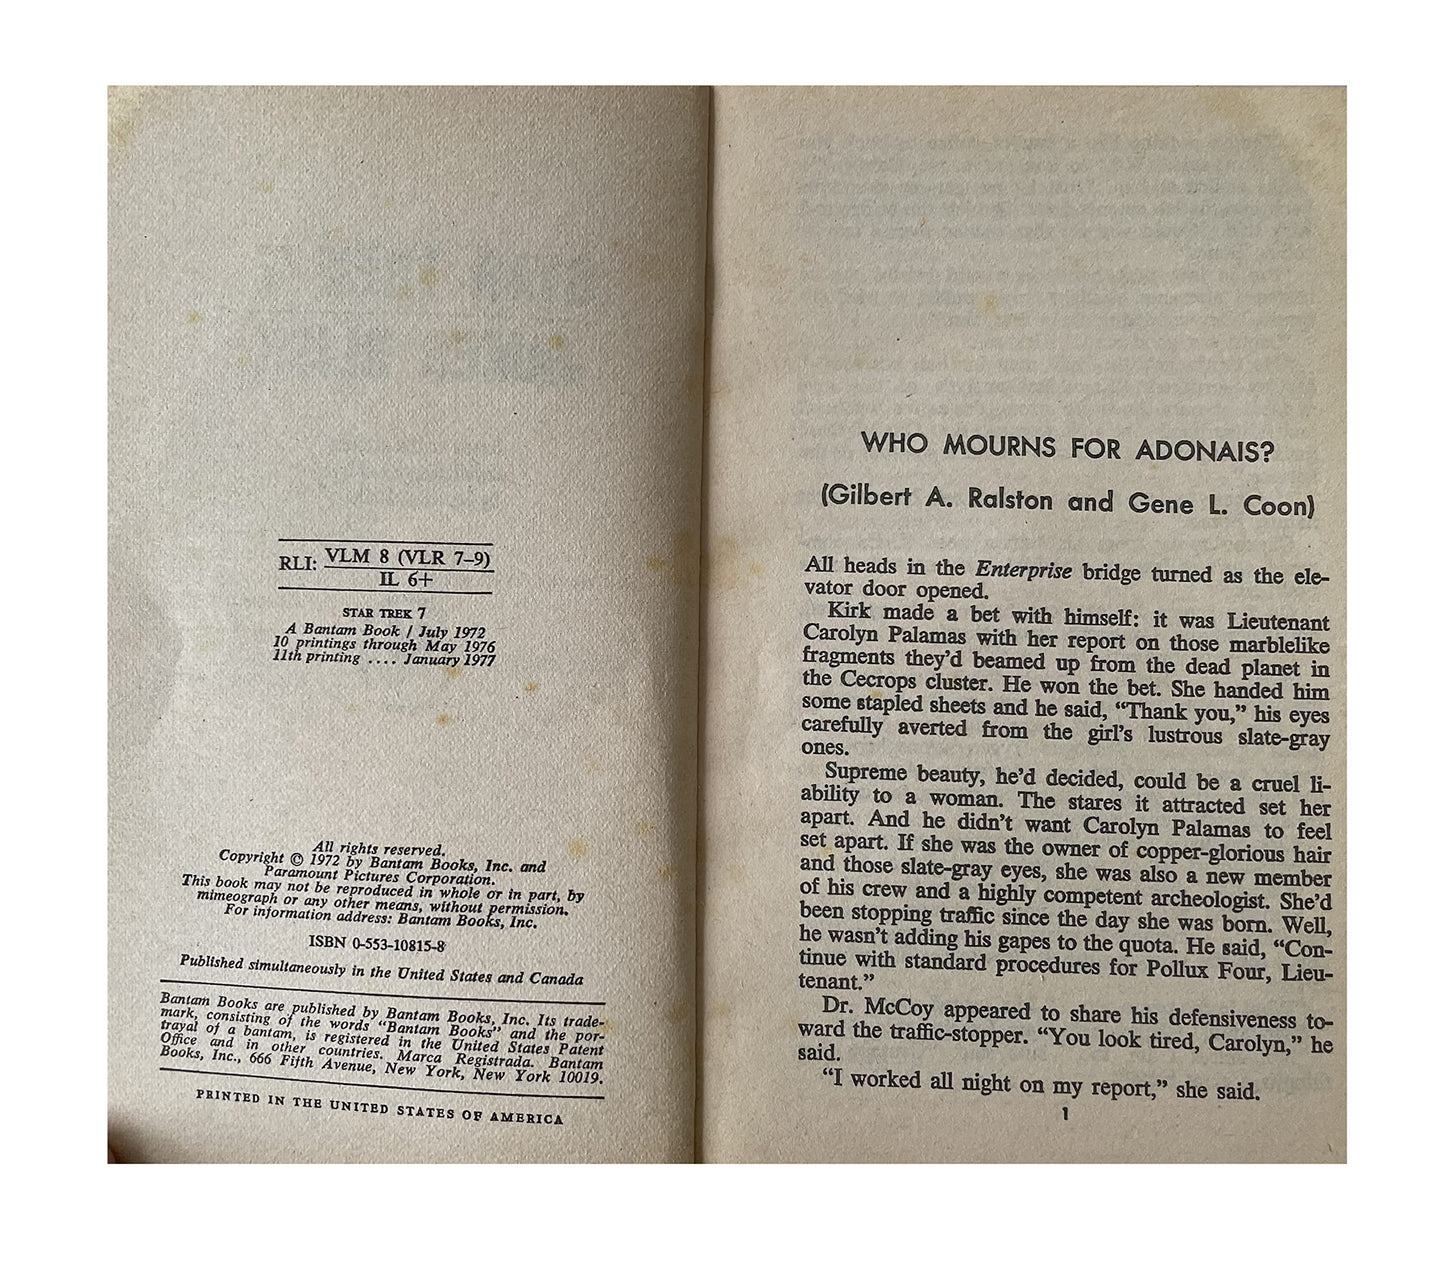 RLI: VLM 8 (VLR 7–9)
IL 6+
STAR TREK 7
A Bantam Book / July 1972
10 printings through May 1976
11th printing .... January 1977
All rights reserved.
Copyright © 1972 by Bantam Books, Inc. and
Paramount Pictures Corporation.
This book may not be reproduced in whole or in part, by
mimeograph or any other means, without permission.
For information address: Bantam Books, Inc.
ISBN 0-553-10815-8
Published simultaneously in the United States and Canada
Bantam Books are published by Bantam Books, Inc. Its trade-
mark, consisting of the words "Bantam Books" and the por-
trayal of a bantam, is registered in the United States Patent
Office and in other countries. Marca Registrada. Bantam
Books, Inc., 666 Fifth Avenue, New York, New York 10019.
PRINTED IN THE UNITED STATES OF AMERICA
WHO MOURNS FOR ADONAIS?
(Gilbert A. Ralston and Gene L. Coon)
All heads in the Enterprise bridge turned as the ele-
vator door opened.
Kirk made a bet with himself: it was Lieutenant
Carolyn Palamas with her report on those marblelike
fragments they'd beamed up from the dead planet in
the Cecrops cluster. He won the bet. She handed him
some stapled sheets and he said, "Thank you," his eyes
carefully averted from the girl's lustrous slate-gray
ones.
Supreme beauty, he'd decided, could be a cruel li-
ability to a woman. The stares it attracted set her
apart. And he didn't want Carolyn Palamas to feel
set apart. If she was the owner of copper-glorious hair
and those slate-gray eyes, she was also a new member
of his crew and a highly competent archeologist. She'd
been stopping traffic since the day she was born. Well,
he wasn't adding his gapes to the quota. He said, "Con-
tinue with standard procedures for Pollux Four, Lieu-
tenant."
Dr. McCoy appeared to share his defensiveness to-
ward the traffic-stopper. "You look tired, Carolyn," he
said.
"I worked all night on my report," she said.
1